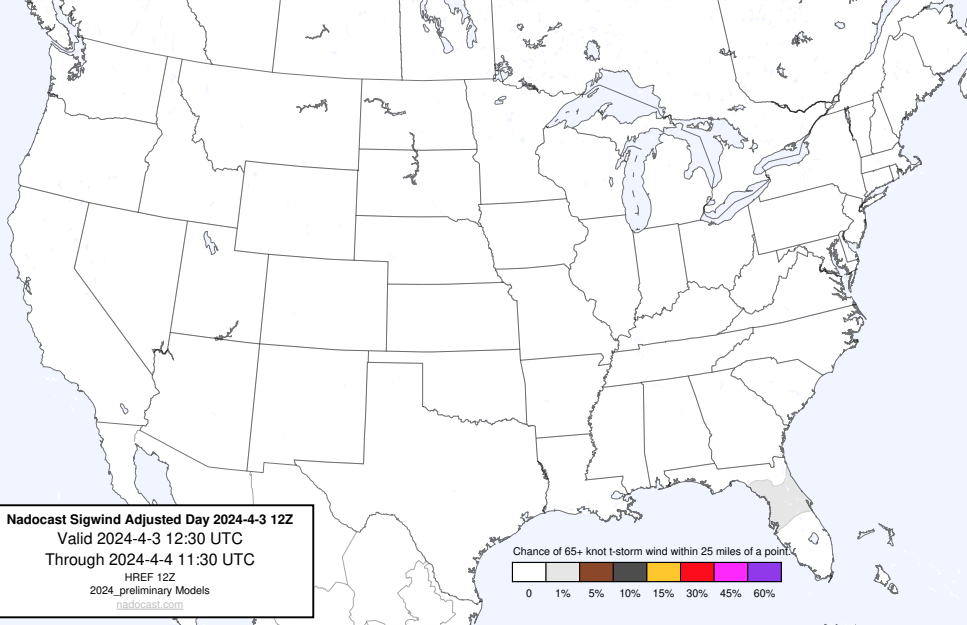 Nadocast Sigwind Adjusted Day 2024-4-3 12Z
Valid 2024-4-3 12:30 UTC
Through 2024-4-4 11:30 UTC
HREF 12Z
2024_preliminary Models
nadocast.com
Chance of 65+ knot t-storm wind within 25 miles of a point.
0 1% 5% 10% 15% 30% 45% 60%